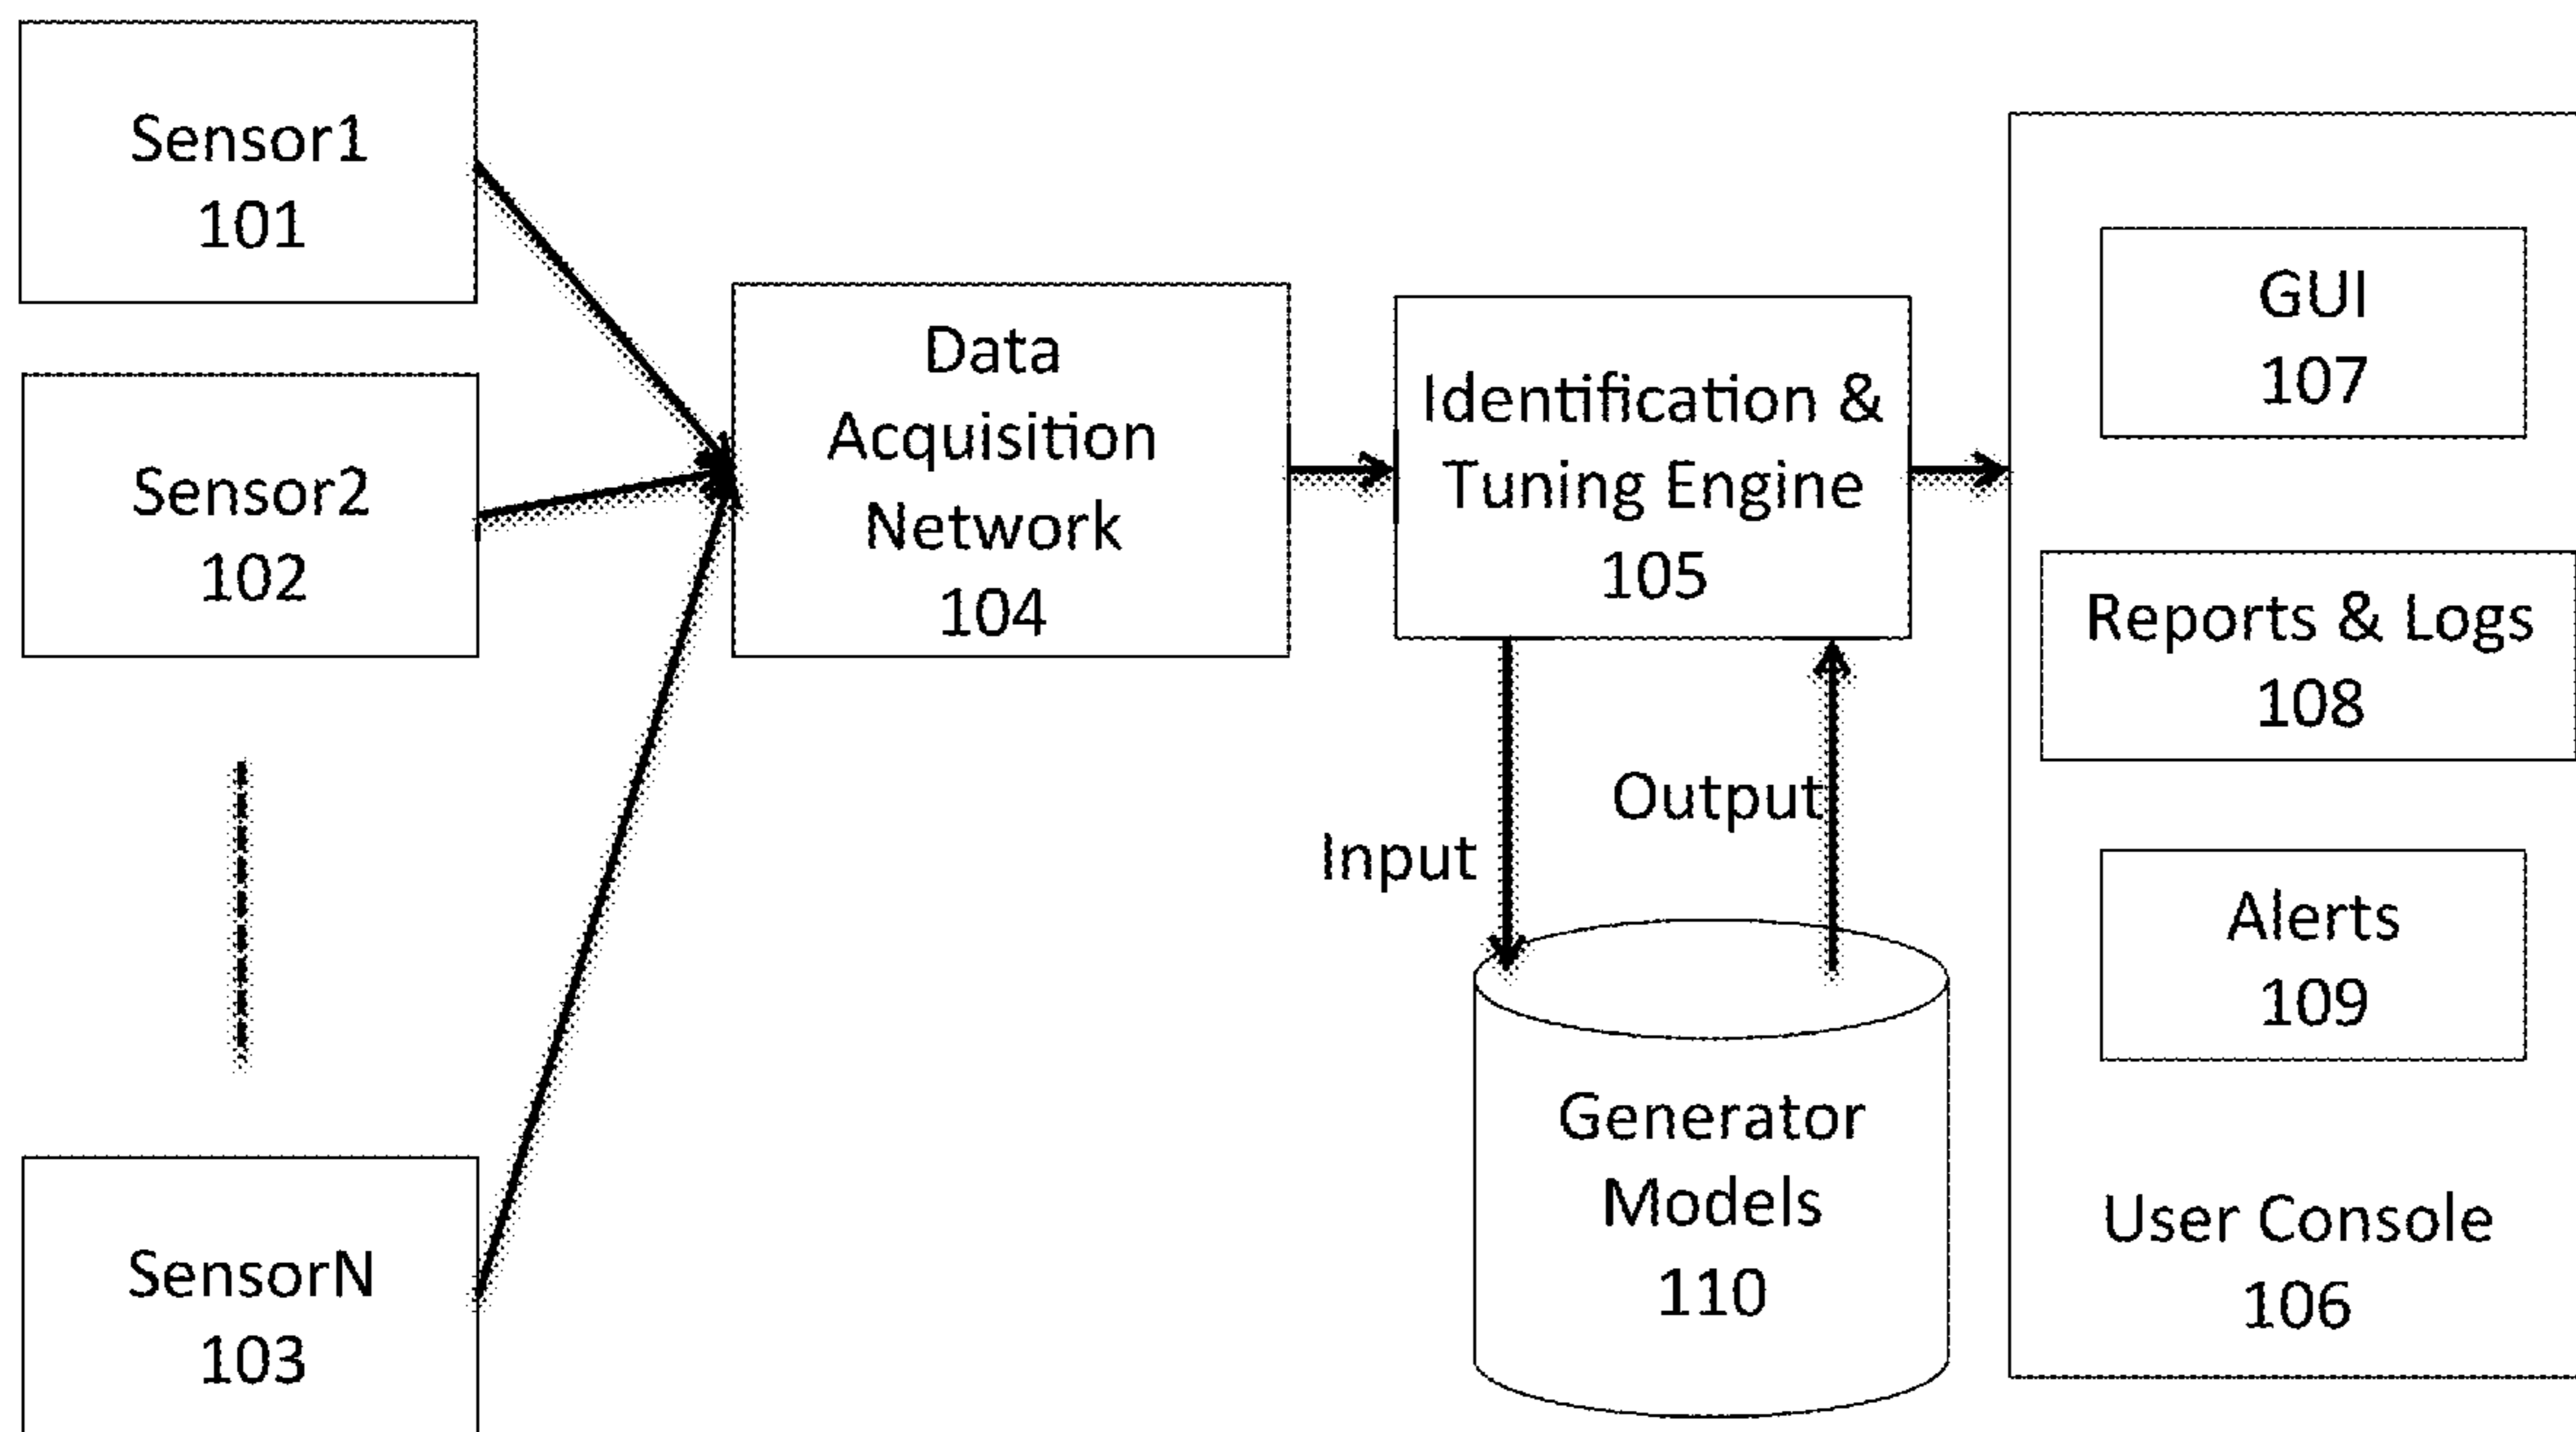 Sensor1
101
Sensor2
102
SensorN
103
Data
Acquisition
Network
104
Identification &
Tuning Engine
105
Input
Output
Generator
Models
110
GUI
107
Reports & Logs
108
Alerts
109
User Console
106